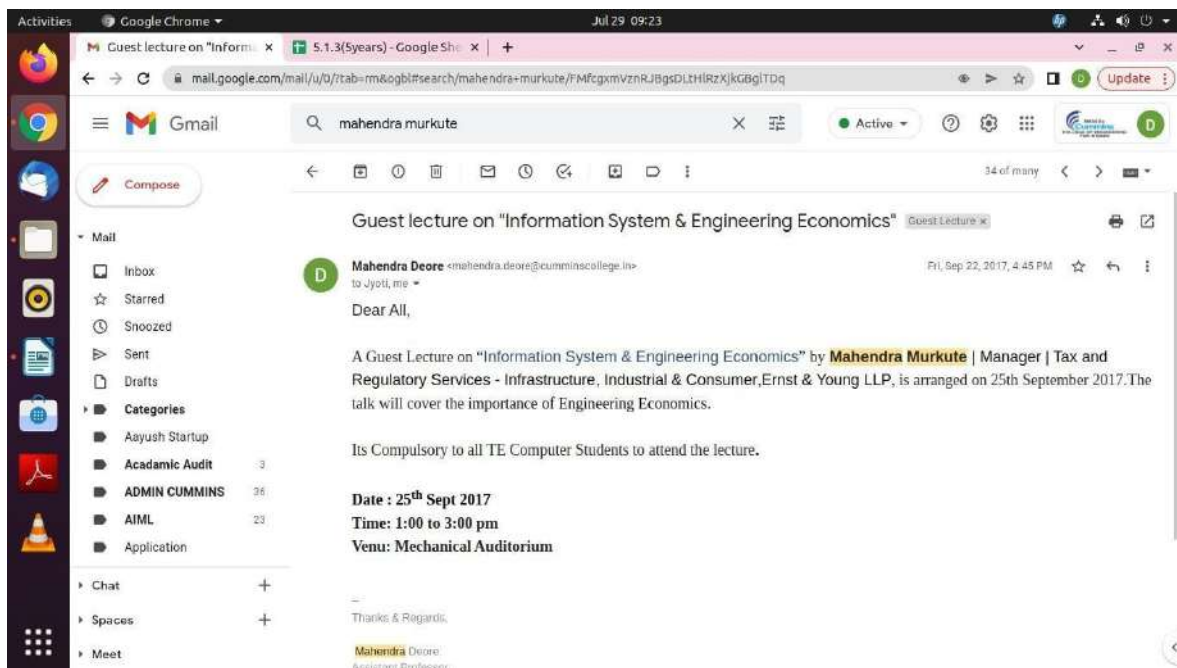 Activities
Google Chrome
Jul 29 09:23
Guest lecture on "Inform
5.1.3(5years) - Google She
mail.google.com/mail/u/0/?tab=rm&ogbl#search/mahendra+murkute/
Update
Gmail
mahendra murkute
Active
Compose
34 of many
Mail
Inbox
Starred
Snoozed
Sent
Drafts
Categories
Aayush Startup
Acadamic Audit 3
ADMIN CUMMINS 36
AIML 23
Application
Chat
Spaces
Meet
Guest lecture on "Information System & Engineering Economics" Guest Lecture x
D
Mahendra Deore <mahendra.deore@cumminscollege.in>
Fri, Sep 22, 2017, 4:45 PM
to Jyoti, me
Dear All,
A Guest Lecture on “Information System & Engineering Economics” by Mahendra Murkute | Manager | Tax and
Regulatory Services - Infrastructure, Industrial & Consumer,Ernst & Young LLP, is arranged on 25th September 2017.The
talk will cover the importance of Engineering Economics.
Its Compulsory to all TE Computer Students to attend the lecture.
Date : 25th Sept 2017
Time: 1:00 to 3:00 pm
Venu: Mechanical Auditorium
--
Thanks & Regards,
Mahendra Deore
Assistant Professor